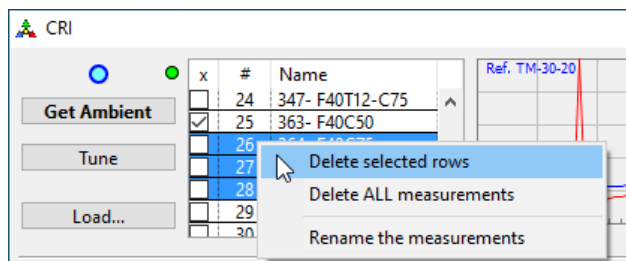 CRI
x # Name
Ref. TM-30-20
24 347- F40T12-C75
Get Ambient
25 363- F40C50
26
Tune
27
Delete selected rows
28
Delete ALL measurements
Load...
29
30
Rename the measurements